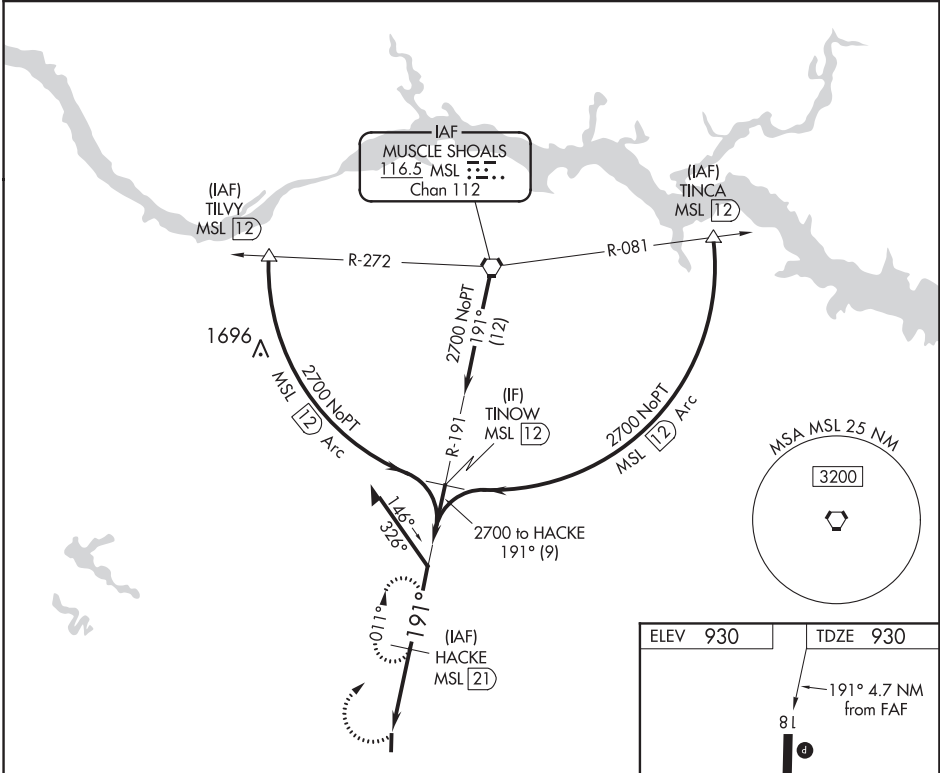 IAF
MUSCLE SHOALS
116.5 MSL
Chan 112
(IAF)
TILVY
MSL 12
(IAF)
TINCA
MSL 12
R-272
R-081
2700 NoPT
191°
(12)
1696
2700 NoPT
MSL 12 Arc
R-191
(IF)
TINOW
MSL 12
2700 NoPT
MSL 12 Arc
MSA MSL 25 NM
3200
146°
326°
2700 to HACKE
191° (9)
011°
191°
(IAF)
HACKE
MSL 21
ELEV 930
TDZE 930
191° 4.7 NM
from FAF
18
P